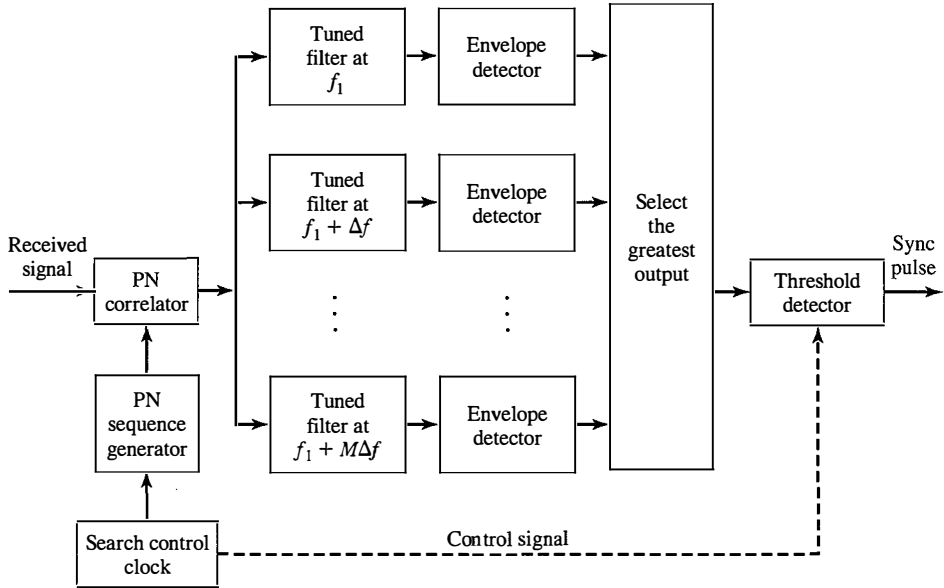 Tuned
filter at
f₁
Envelope
detector
Tuned
filter at
f₁ + Δf
Envelope
detector
Select
the
greatest
output
Received
signal
PN
correlator
Threshold
detector
Sync
pulse
PN
sequence
generator
Tuned
filter at
f₁ + MΔf
Envelope
detector
Search control
clock
Control signal